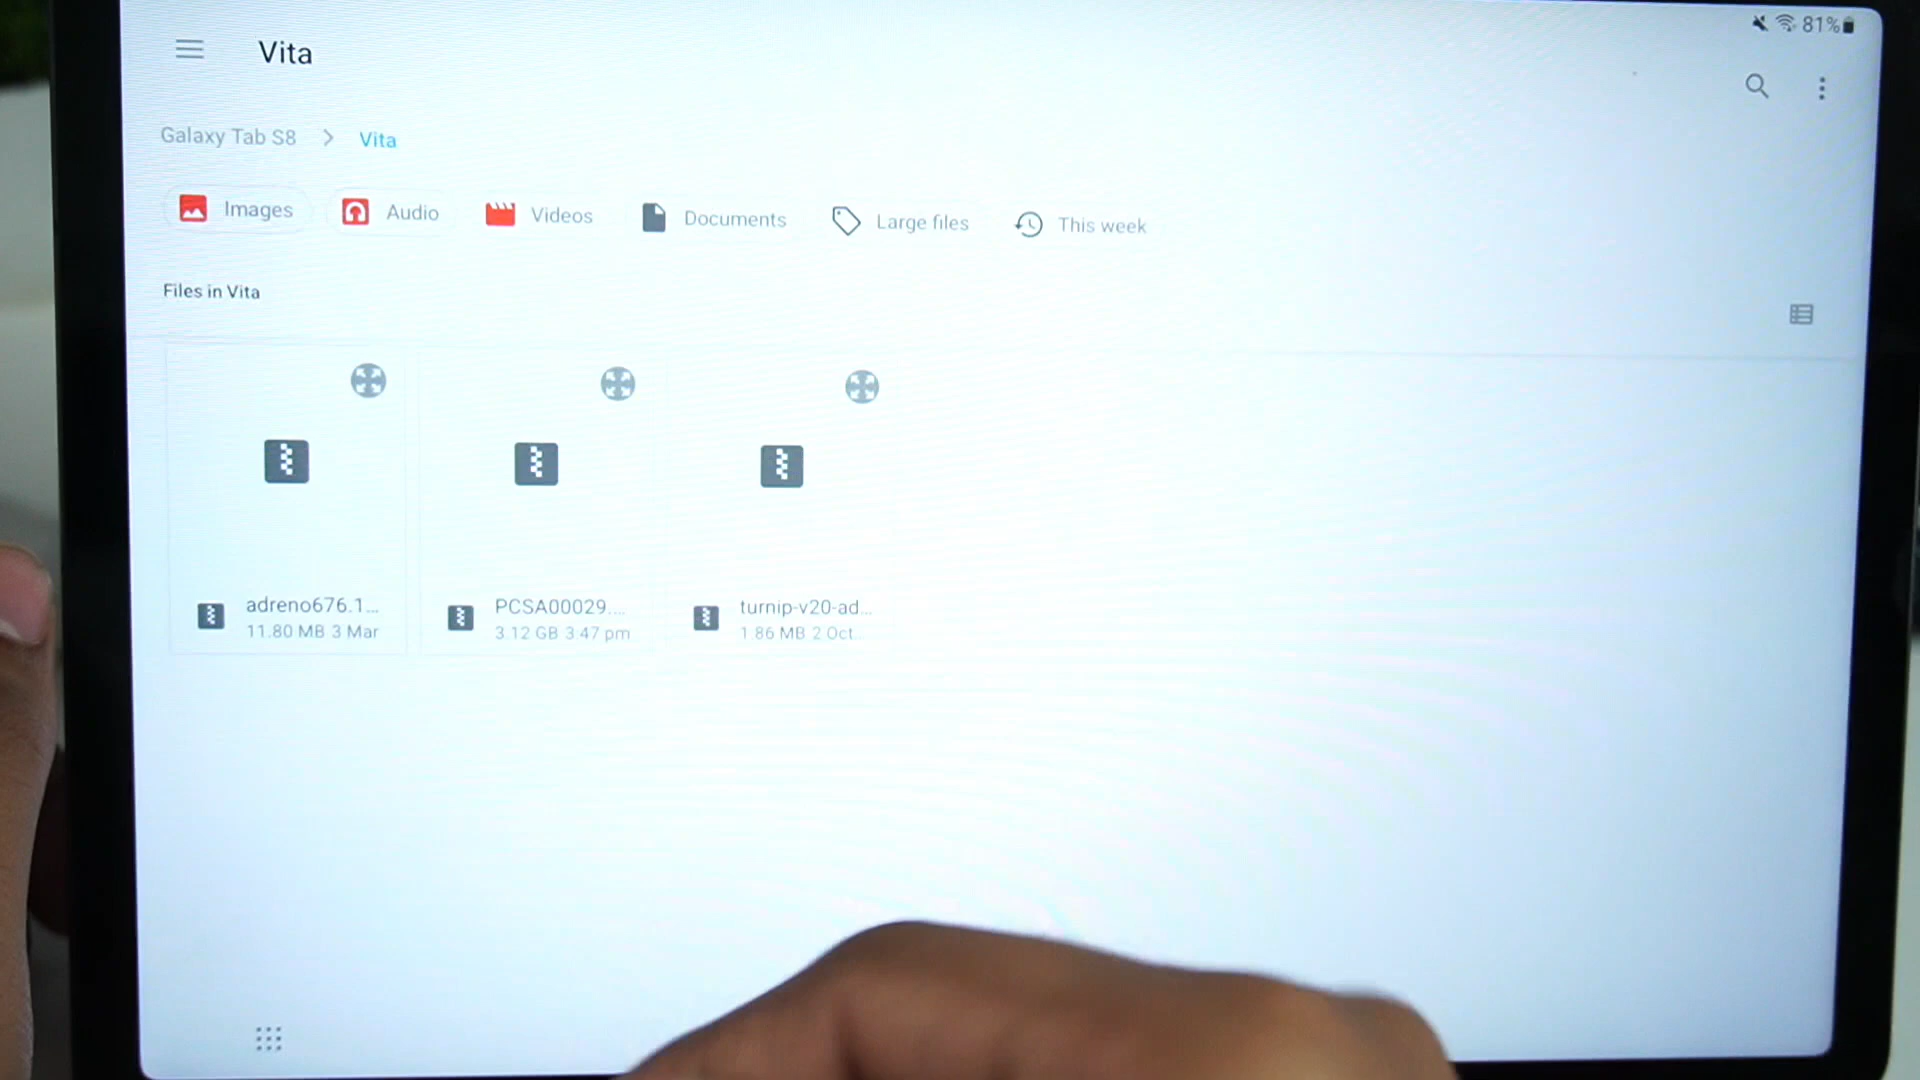 81%
Vita
Galaxy Tab S8 > Vita
Images Audio Videos Documents Large files This week
Files in Vita
adreno676.1... PCSA00029.... turnip-v20-ad...
11.80 MB 3 Mar 3.12 GB 3:47 pm 1.86 MB 2 Oct...